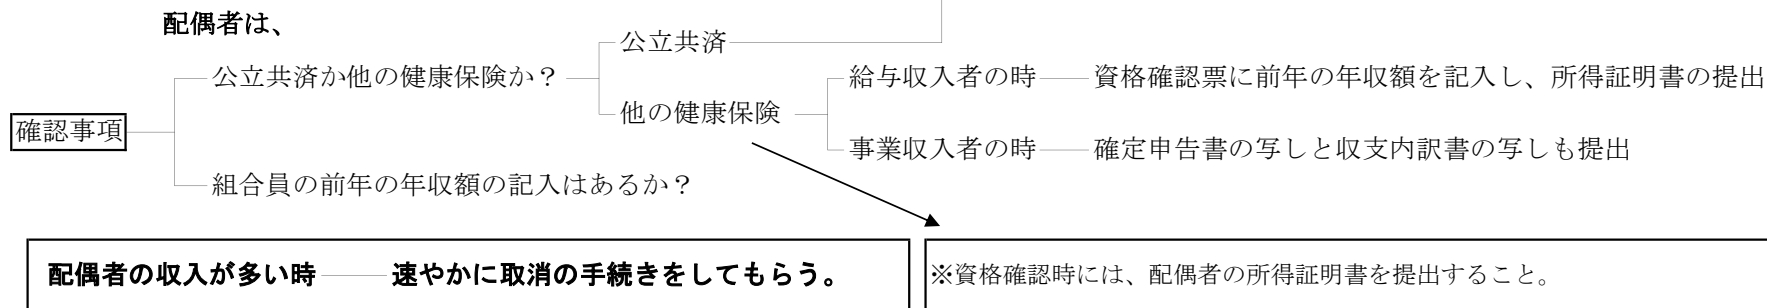 配偶者は、
公立共済
公立共済か他の健康保険か？
給与収入者の時
資格確認票に前年の年収額を記入し、所得証明書の提出
他の健康保険
確認事項
事業収入者の時
確定申告書の写しと収支内訳書の写しも提出
組合員の前年の年収額の記入はあるか？
配偶者の収入が多い時
速やかに取消の手続きをしてもらう。
※資格確認時には、配偶者の所得証明書を提出すること。